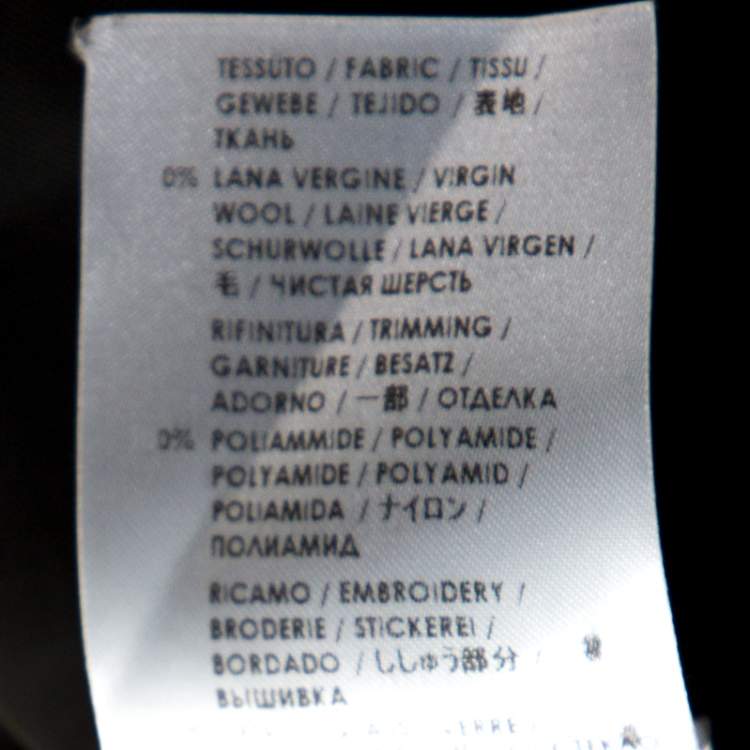 TESSUTO / FABRIC / TISSU /
GEWEBE / TEJIDO / 表地 /
ТКАНЬ
0% LANA VERGINE / VIRGIN
WOOL / LAINE VIERGE /
SCHURWOLLE / LANA VIRGEN /
毛 / ЧИСТАЯ ШЕРСТЬ
RIFINITURA / TRIMMING /
GARNITURE / BESATZ /
ADORNO / 一部 / ОТДЕЛКА
0% POLIAMMIDE / POLYAMIDE /
POLYAMIDE / POLYAMID /
POLIAMIDA / ナイロン /
ПОЛИАМИД
RICAMO / EMBROIDERY /
BRODERIE / STICKEREI /
BORDADO / ししゅう部分 /
ВЫШИВКА